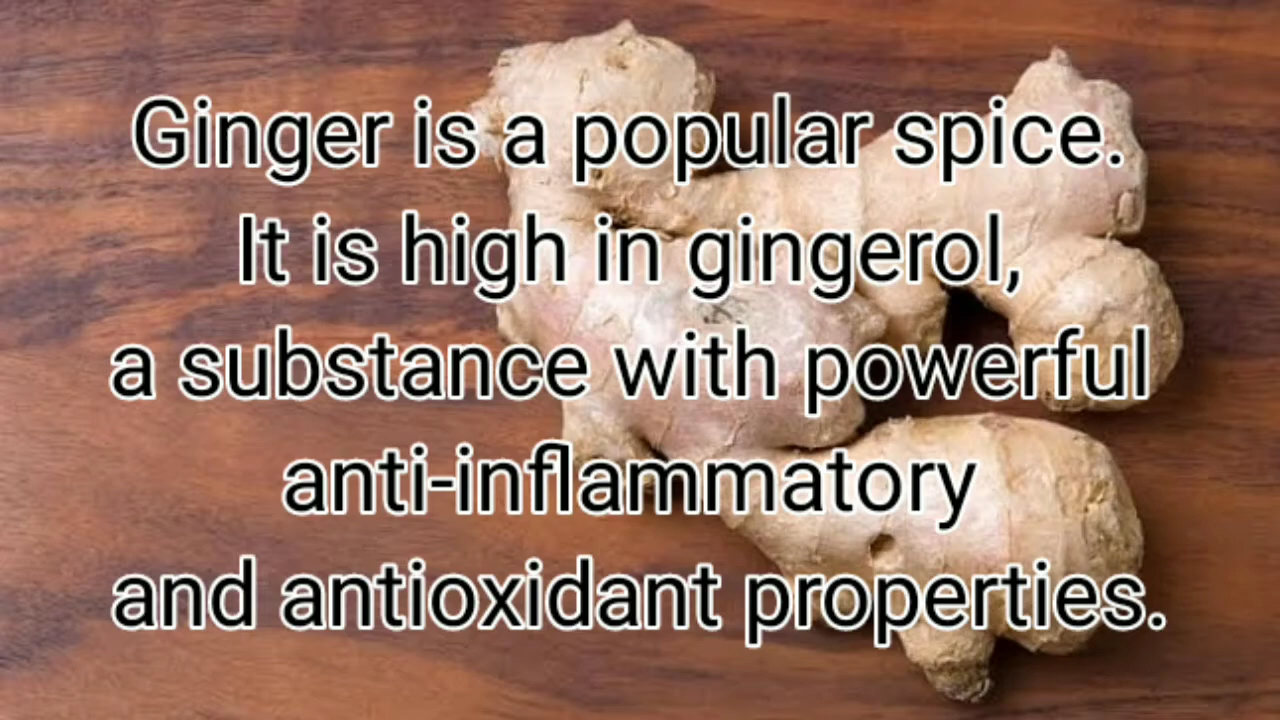 Ginger is a popular spice.
It is high in gingerol,
a substance with powerful
anti-inflammatory
and antioxidant properties.